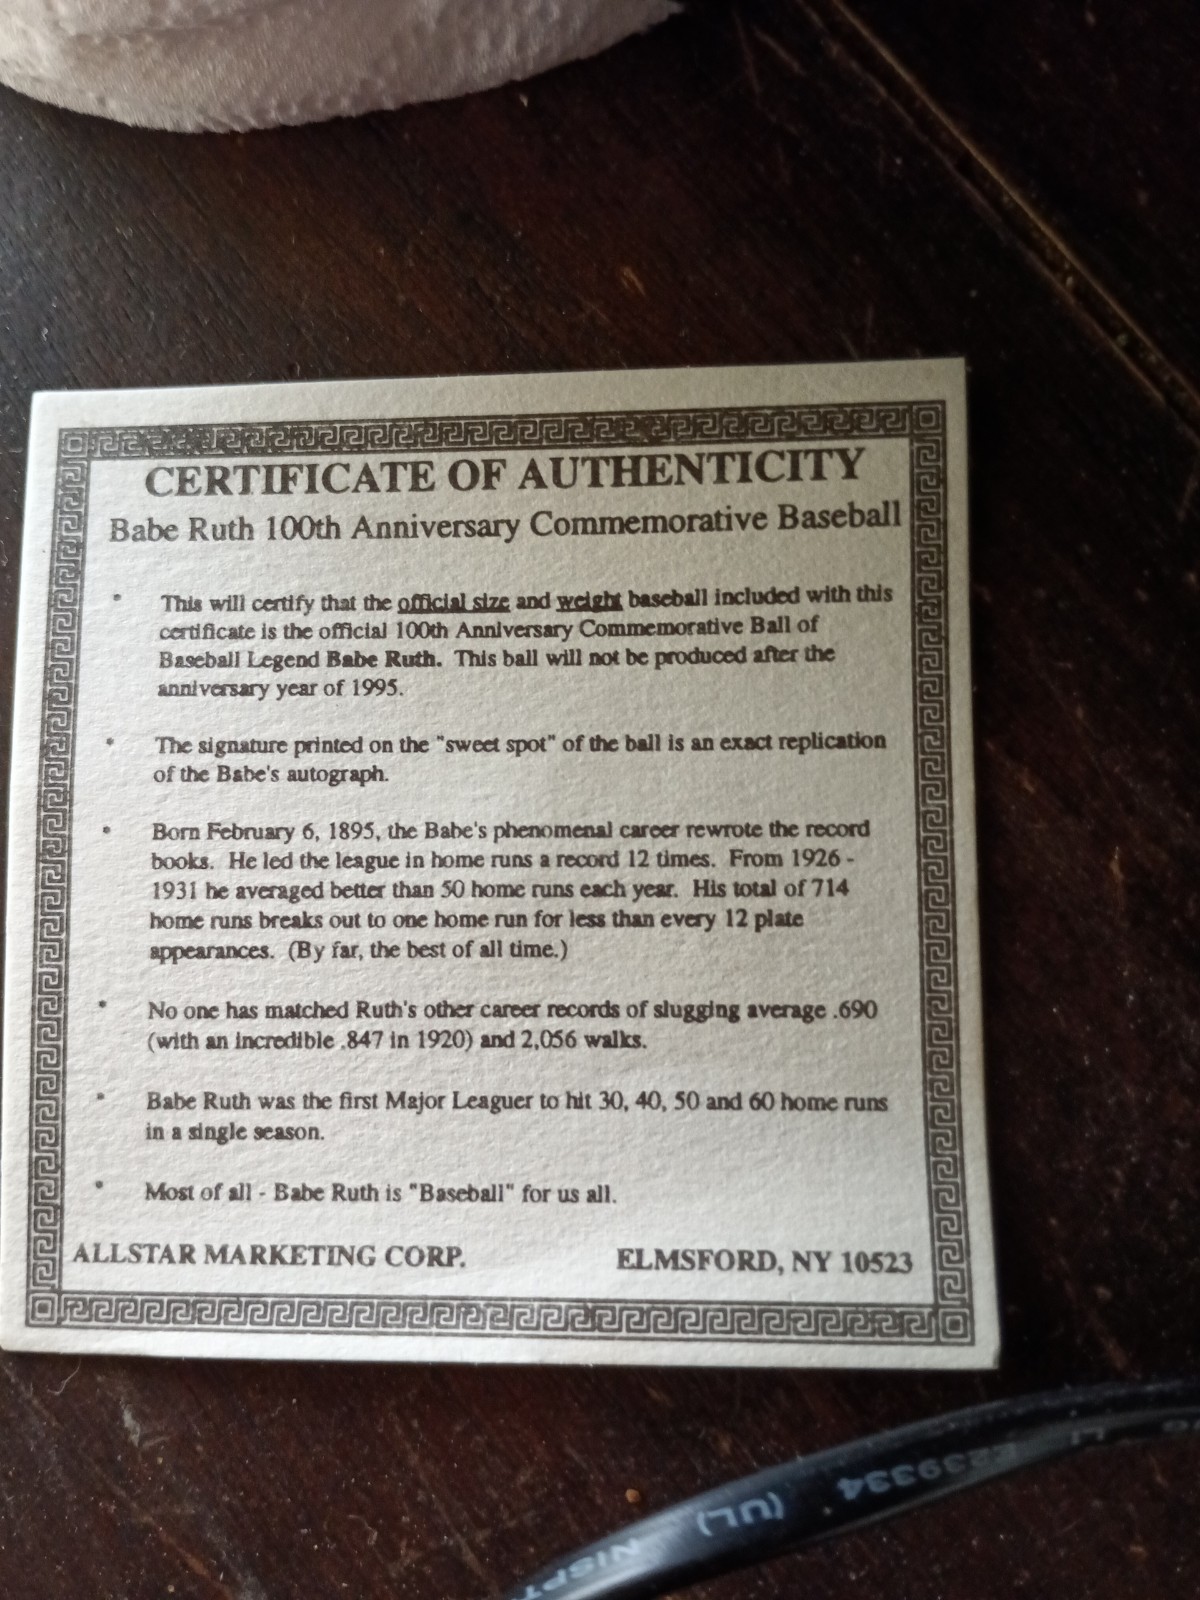 CERTIFICATE OF AUTHENTICITY
Babe Ruth 100th Anniversary Commemorative Baseball
* This will certify that the official size and weight baseball included with this
certificate is the official 100th Anniversary Commemorative Ball of
Baseball Legend Babe Ruth. This ball will not be produced after the
anniversary year of 1995.
* The signature printed on the "sweet spot" of the ball is an exact replication
of the Babe's autograph.
* Born February 6, 1895, the Babe's phenomenal career rewrote the record
books. He led the league in home runs a record 12 times. From 1926 -
1931 he averaged better than 50 home runs each year. His total of 714
home runs breaks out to one home run for less than every 12 plate
appearances. (By far, the best of all time.)
* No one has matched Ruth's other career records of slugging average .690
(with an incredible .847 in 1920) and 2,056 walks.
* Babe Ruth was the first Major Leaguer to hit 30, 40, 50 and 60 home runs
in a single season.
* Most of all - Babe Ruth is "Baseball" for us all.
ALLSTAR MARKETING CORP. ELMSFORD, NY 10523
E239334 (UL) NISPT